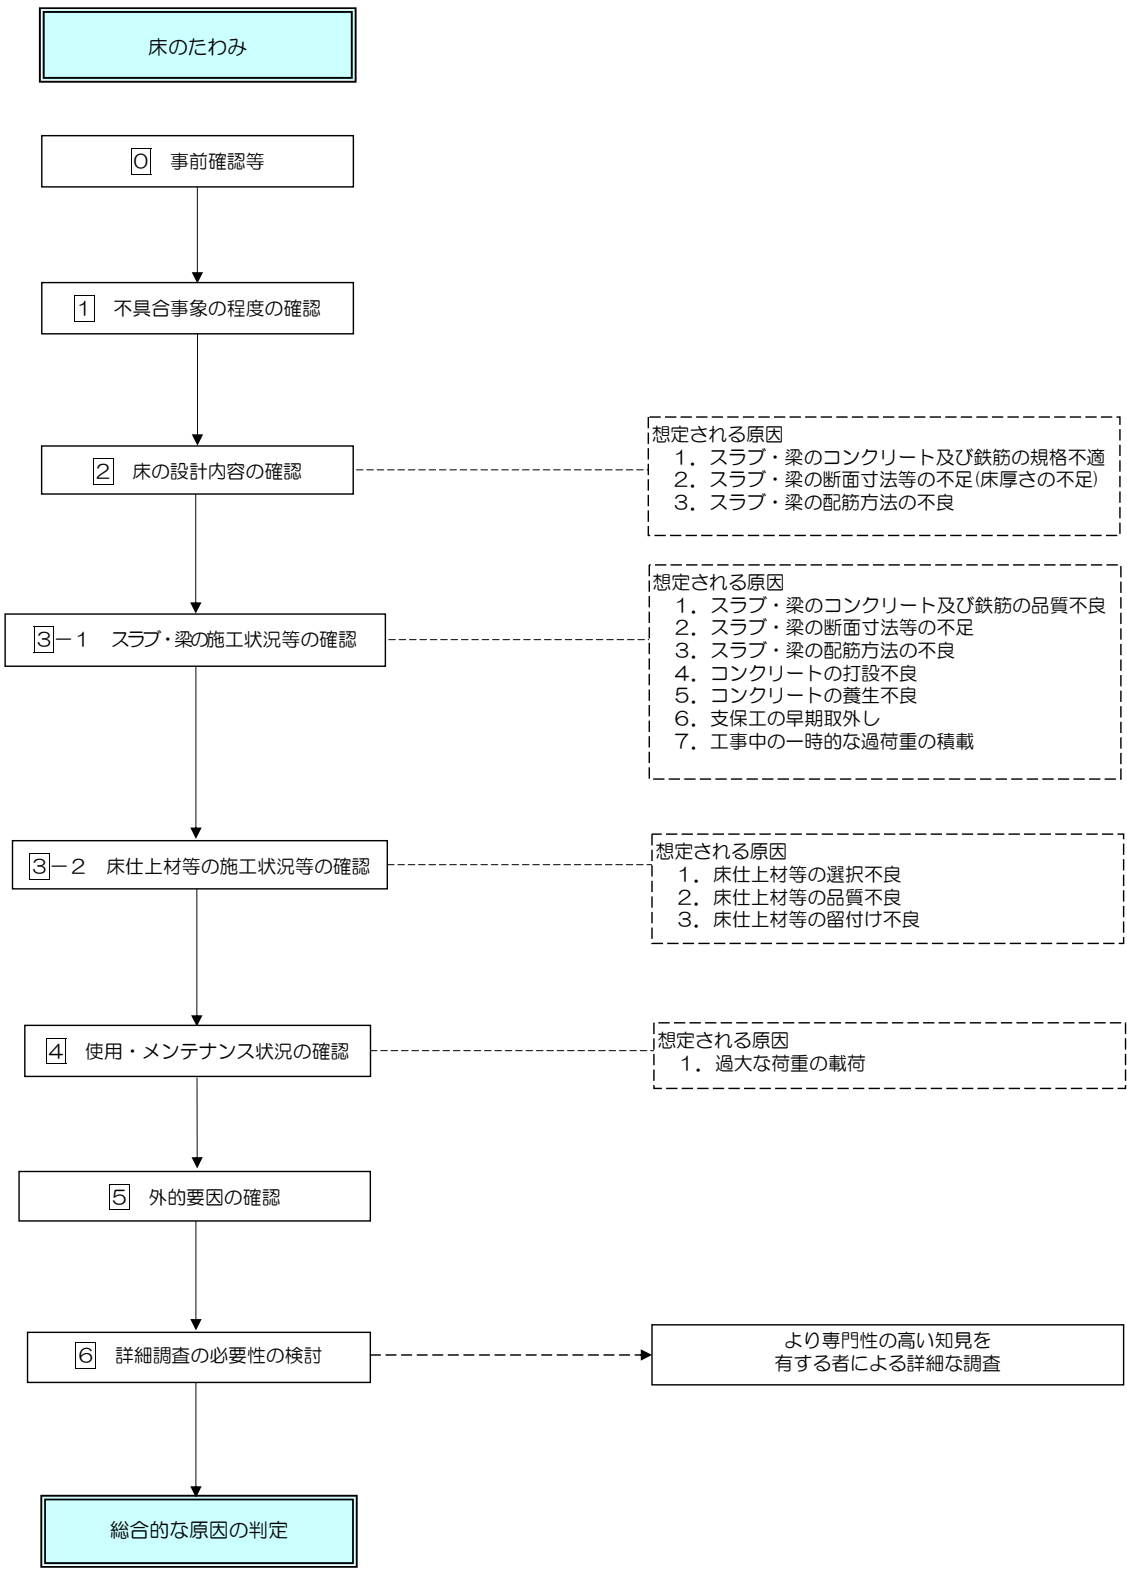 床のたわみ
0 事前確認等
1 不具合事象の程度の確認
2 床の設計内容の確認
想定される原因
1．スラブ・梁のコンクリート及び鉄筋の規格不適
2．スラブ・梁の断面寸法等の不足(床厚さの不足)
3．スラブ・梁の配筋方法の不良
3－1 スラブ・梁の施工状況等の確認
想定される原因
1．スラブ・梁のコンクリート及び鉄筋の品質不良
2．スラブ・梁の断面寸法等の不足
3．スラブ・梁の配筋方法の不良
4．コンクリートの打設不良
5．コンクリートの養生不良
6．支保工の早期取外し
7．工事中の一時的な過荷重の積載
3－2 床仕上材等の施工状況等の確認
想定される原因
1．床仕上材等の選択不良
2．床仕上材等の品質不良
3．床仕上材等の留付け不良
4 使用・メンテナンス状況の確認
想定される原因
1．過大な荷重の載荷
5 外的要因の確認
6 詳細調査の必要性の検討
より専門性の高い知見を
有する者による詳細な調査
総合的な原因の判定